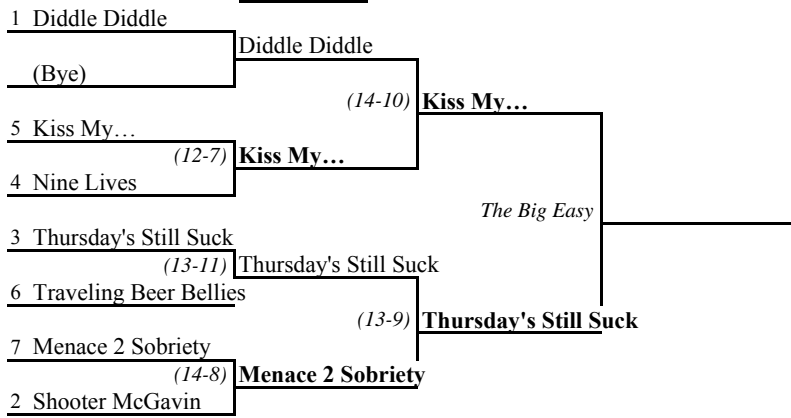 1 Diddle Diddle
Diddle Diddle
(Bye)
(14-10) Kiss My…
5 Kiss My…
(12-7) Kiss My…
4 Nine Lives
The Big Easy
3 Thursday's Still Suck
(13-11) Thursday's Still Suck
6 Traveling Beer Bellies
(13-9) Thursday's Still Suck
7 Menace 2 Sobriety
(14-8) Menace 2 Sobriety
2 Shooter McGavin